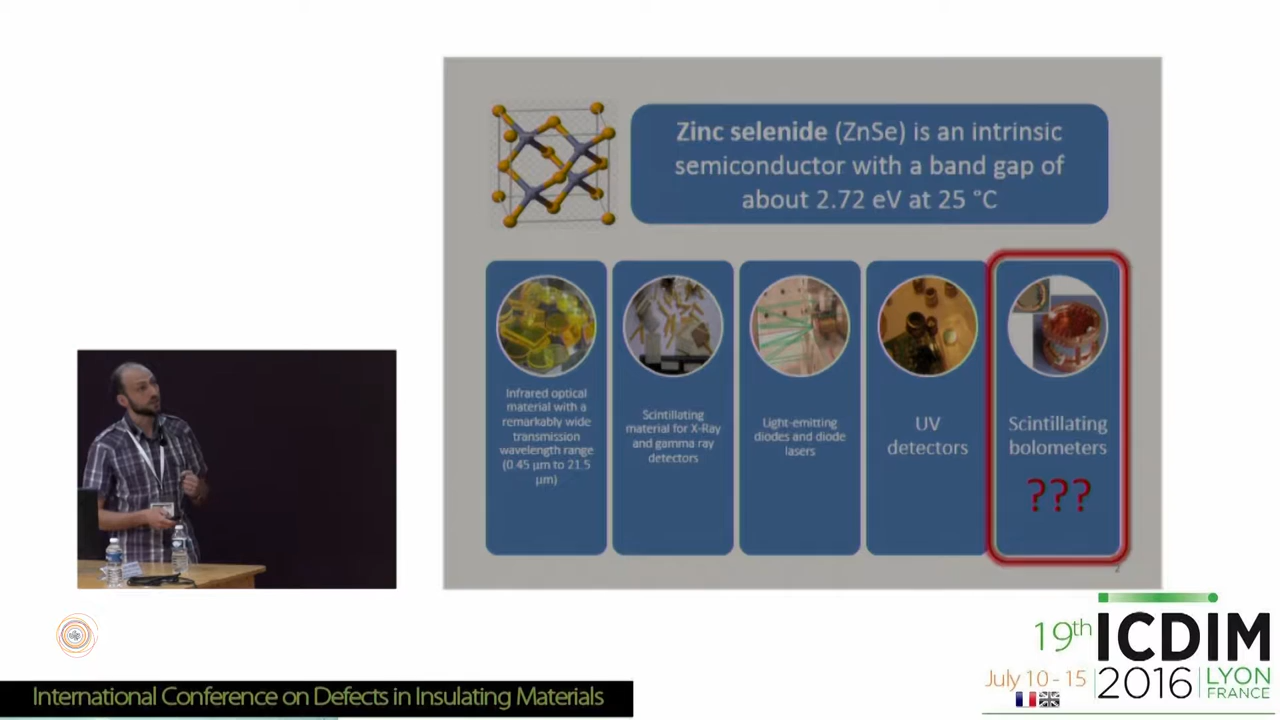 Zinc selenide (ZnSe) is an intrinsic
semiconductor with a band gap of
about 2.72 eV at 25 °C
Infrared optical
material with a
remarkably wide
transmission
wavelength range
(0.45 µm to 21.5
µm)
Scintillating
material for X-Ray
and gamma ray
detectors
Light-emitting
diodes and diode
lasers
UV
detectors
Scintillating
bolometers
???
2
19th ICDIM
July 10 - 15 2016 LYON
FRANCE
International Conference on Defects in Insulating Materials